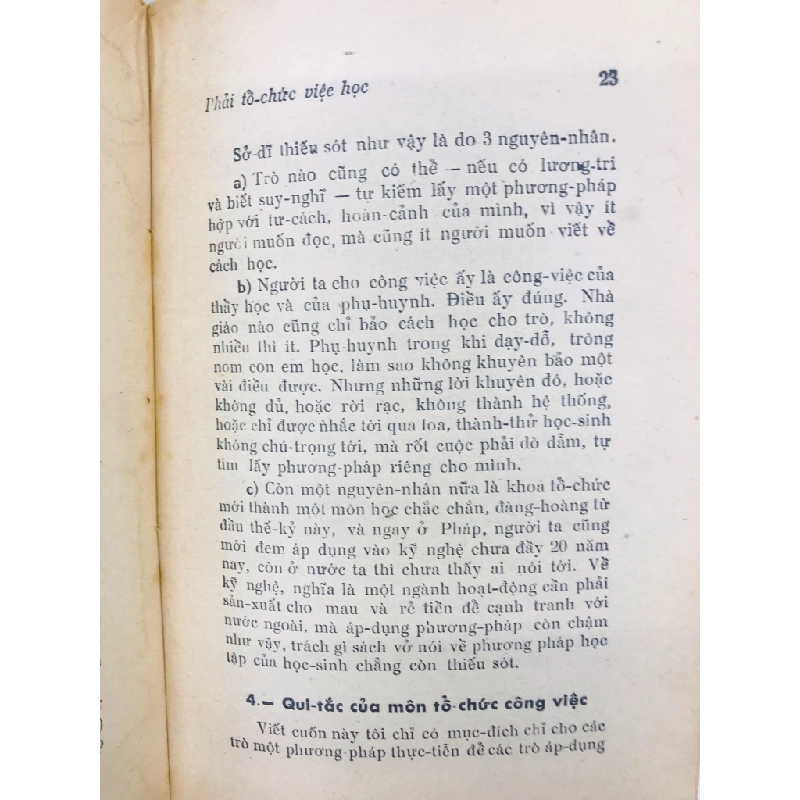 Phải tổ-chức việc học 23
Sở-dĩ thiếu sót như vậy là do 3 nguyên-nhân.
a) Trò nào cũng có thể — nếu có lương-tri
và biết suy-nghĩ — tự kiếm lấy một phương-pháp
hợp với tư-cách, hoàn-cảnh của mình, vì vậy ít
người muốn đọc, mà cũng ít người muốn viết về
cách học.
b) Người ta cho công việc ấy là công-việc của
thầy học và của phụ-huynh. Điều ấy đúng. Nhà
giáo nào cũng chỉ bảo cách học cho trò, không
nhiều thì ít. Phụ-huynh trong khi dạy-dỗ, trông
nom con em học, làm sao không khuyên bảo một
vài điều được. Nhưng những lời khuyên đó, hoặc
không đủ, hoặc rời rạc, không thành hệ thống,
hoặc chỉ được nhắc tới qua loa, thành-thử học-sinh
không chú-trọng tới, mà rốt cuộc phải dò dẫm, tự
tìm lấy phương-pháp riêng cho mình.
c) Còn một nguyên-nhân nữa là khoa tổ-chức
mới thành một môn học chắc chắn, đàng-hoàng từ
đầu thế-kỷ này, và ngay ở Pháp, người ta cũng
mới đem áp dụng vào kỹ nghệ chưa đầy 20 năm
nay, còn ở nước ta thì chưa thấy ai nói tới. Về
kỹ nghệ, nghĩa là một ngành hoạt-động cần phải
sản-xuất cho mau và rẻ tiền để cạnh tranh với
nước ngoài, mà áp-dụng phương-pháp còn chậm
như vậy, trách gì sách vở nói về phương pháp học
tập của học-sinh chẳng còn thiếu sót.
4.— Qui-tắc của môn tổ-chức công việc
Viết cuốn này tôi chỉ có mục-đích chỉ cho các
trò một phương-pháp thực-tiễn để các trò áp-dụng